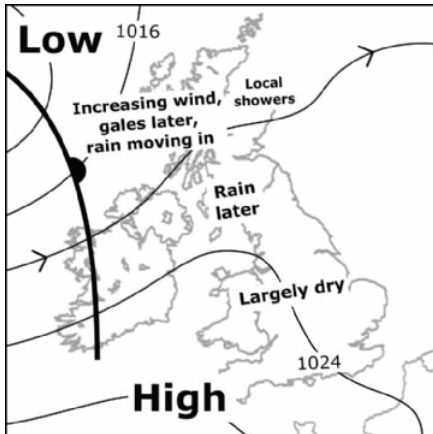 Low
1016
Local
showers
Increasing wind,
gales later,
rain moving in
Rain
later
Largely dry
1024
High